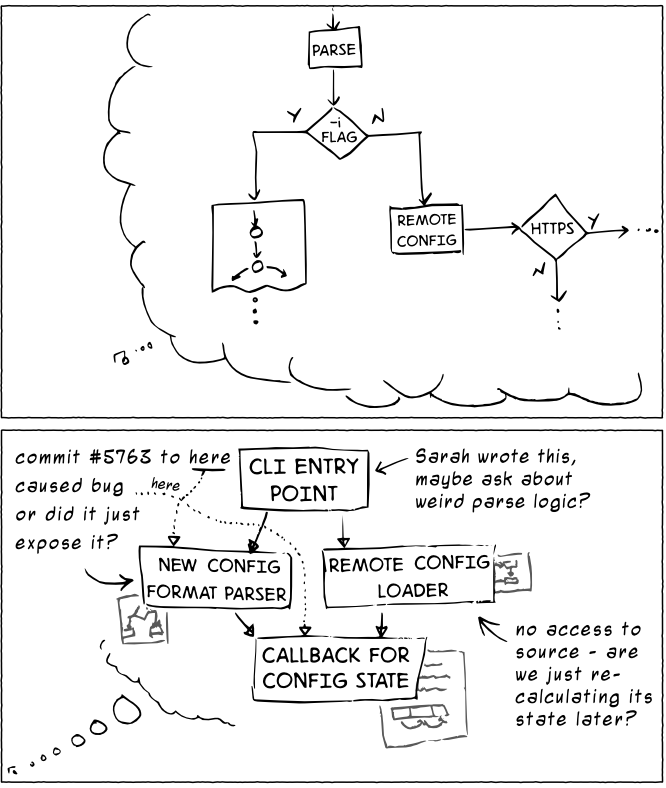 PARSE
Y
-i
FLAG
N
REMOTE
CONFIG
HTTPS
Y
N
commit #5763 to here
caused bug
here
or did it just
expose it?
CLI ENTRY
POINT
Sarah wrote this,
maybe ask about
weird parse logic?
NEW CONFIG
FORMAT PARSER
REMOTE CONFIG
LOADER
CALLBACK FOR
CONFIG STATE
no access to
source - are
we just re-
calculating its
state later?